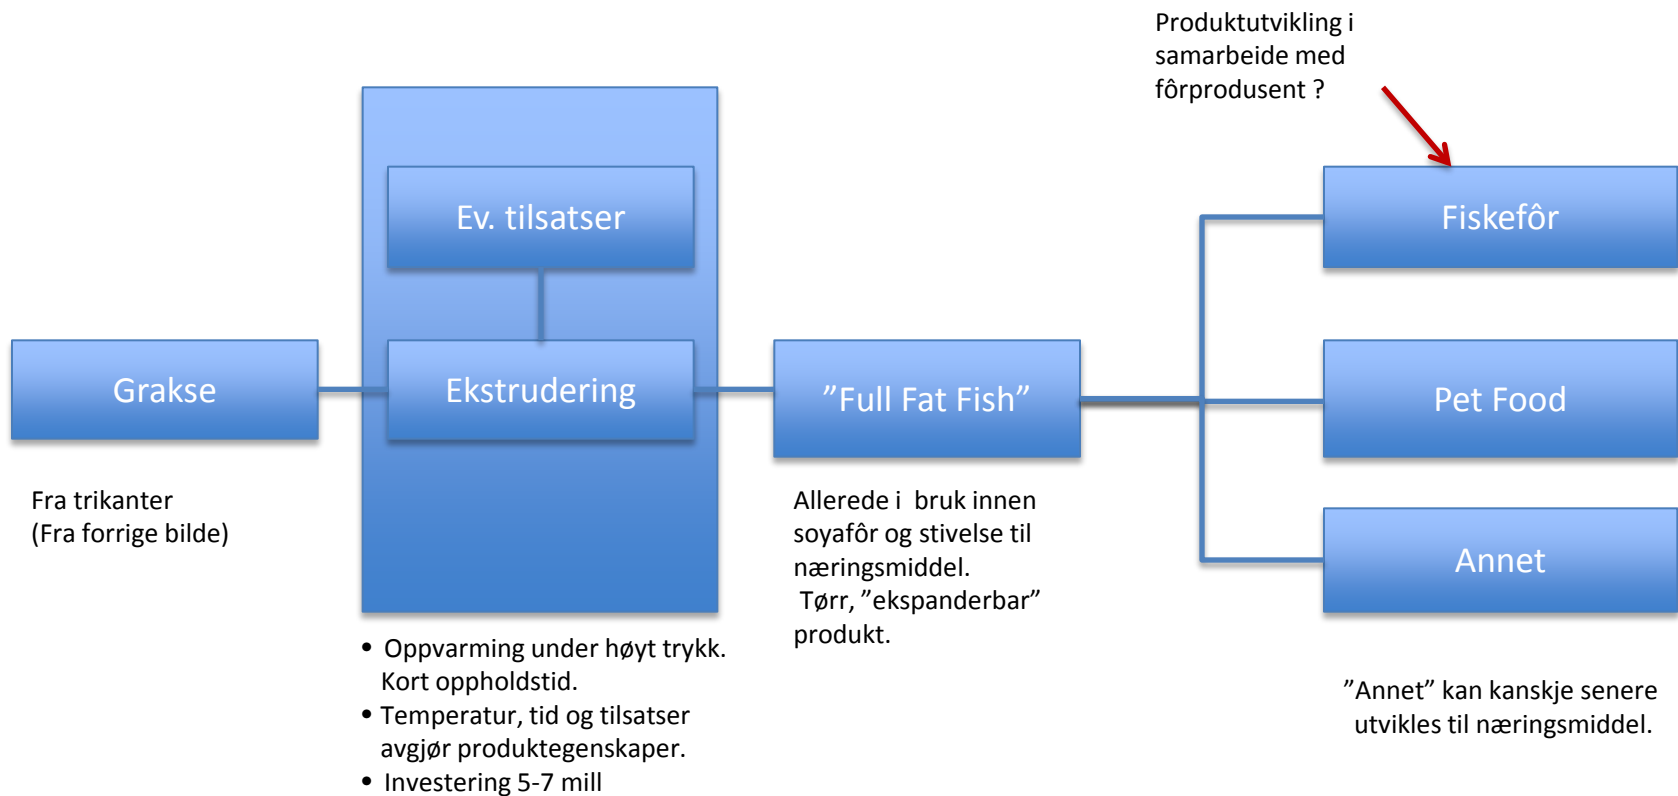 Produktutvikling i
samarbeide med
fôrprodusent ?
Ev. tilsatser
Fiskefôr
Grakse
Ekstrudering
”Full Fat Fish”
Pet Food
Fra trikanter
(Fra forrige bilde)
Allerede i  bruk innen
soyafôr og stivelse til
næringsmiddel.
Tørr, ”ekspanderbar”
produkt.
Annet
• Oppvarming under høyt trykk.
Kort oppholdstid.
• Temperatur, tid og tilsatser
avgjør produktegenskaper.
• Investering 5-7 mill
”Annet” kan kanskje senere
utvikles til næringsmiddel.